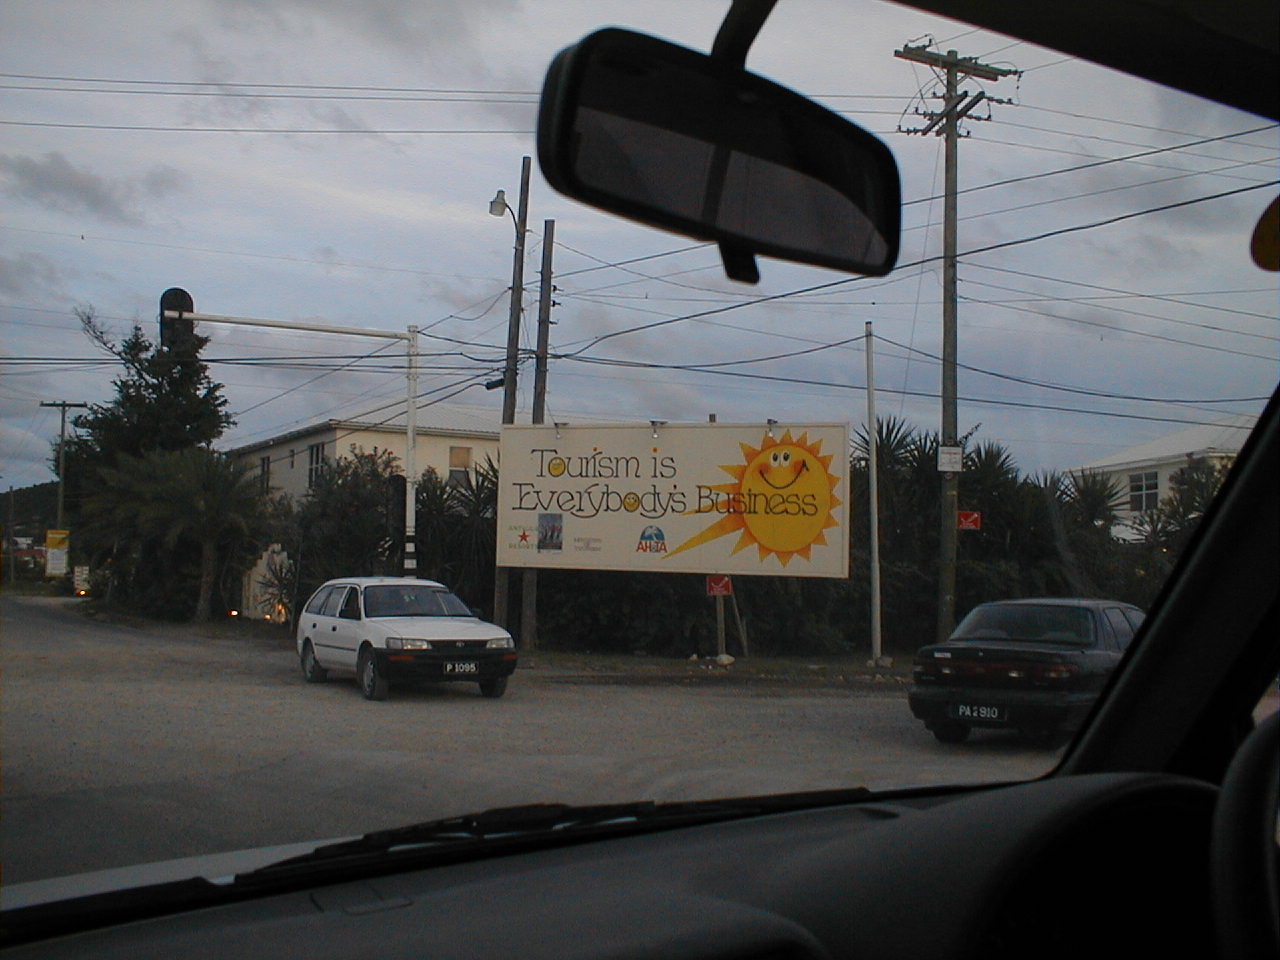 Tourism is
Everybody's Business
AHTA
P 1095
PA 2910